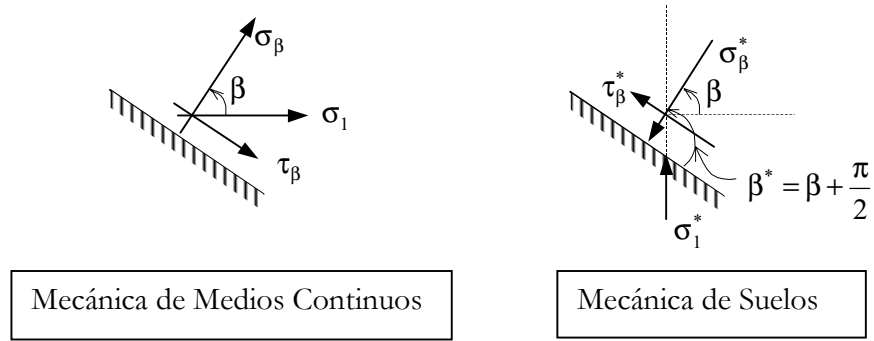 σβ
β
σ1
τβ
Mecánica de Medios Continuos
σβ*
τβ*
β
β* = β + π/2
σ1*
Mecánica de Suelos